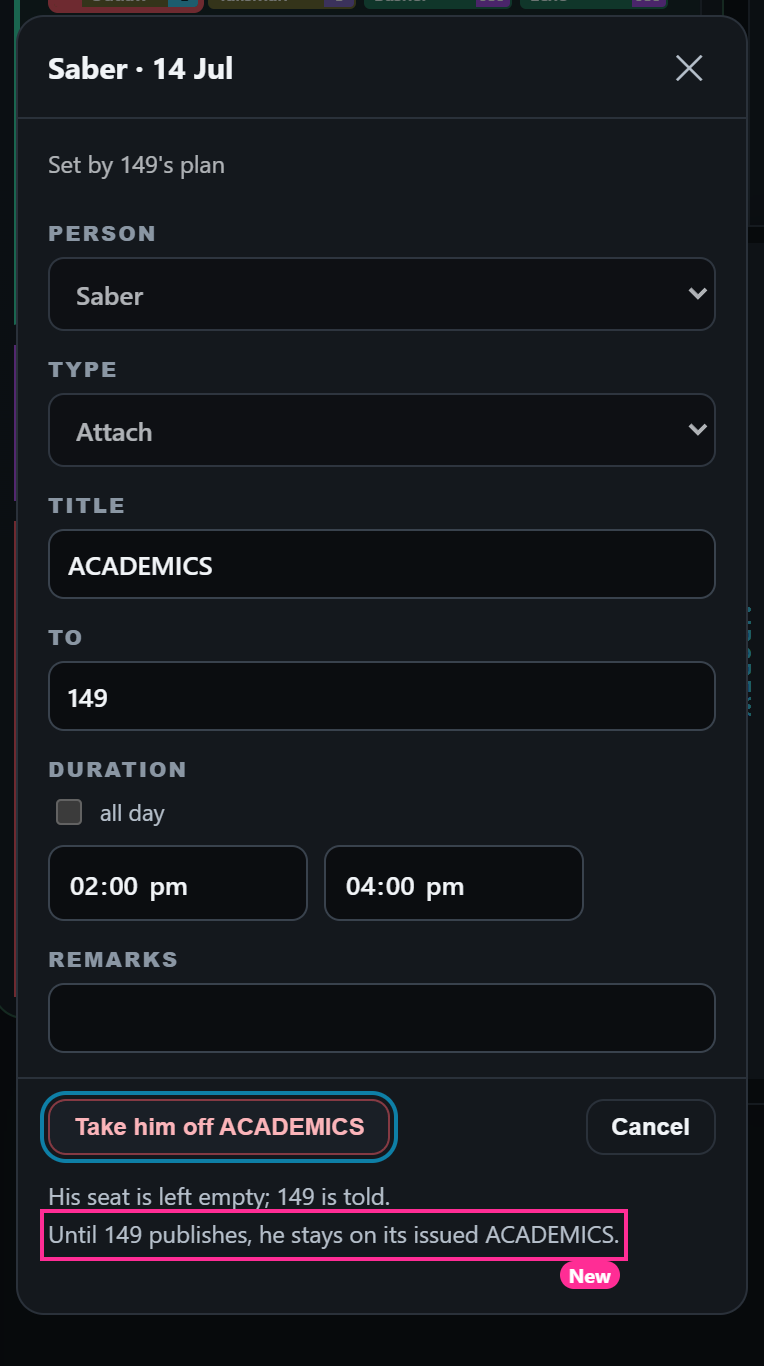 Saber · 14 Jul
Set by 149's plan
PERSON
Saber
TYPE
Attach
TITLE
ACADEMICS
TO
149
DURATION
all day
02:00 pm
04:00 pm
REMARKS
Take him off ACADEMICS
Cancel
His seat is left empty; 149 is told.
Until 149 publishes, he stays on its issued ACADEMICS.
New